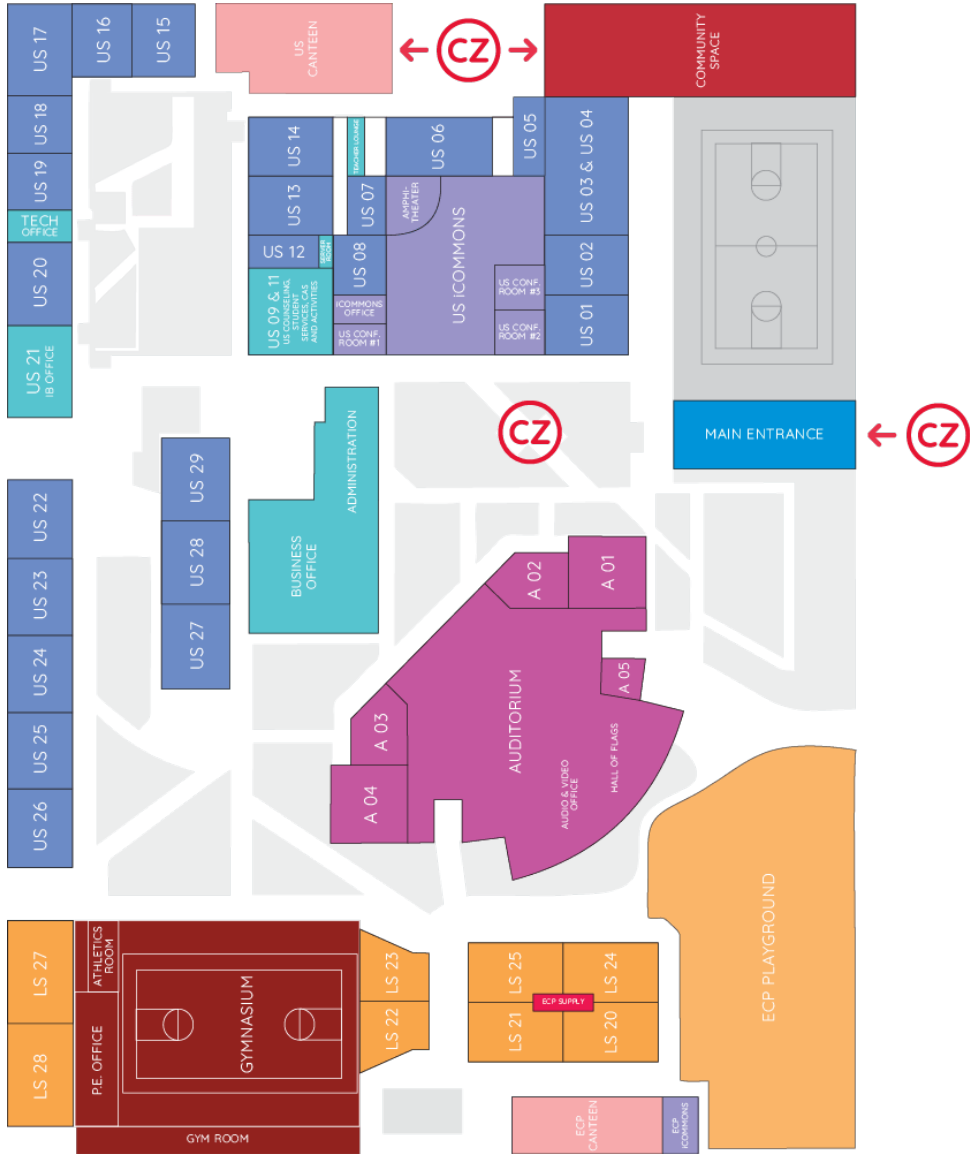 US 17
US 16
US 15
US
CANTEEN
CZ
COMMUNITY
SPACE
US 18
US 19
TECH
OFFICE
US 20
US 21
IB OFFICE
US 14
TEACHER LOUNGE
US 06
US 05
US 03 & US 04
US 13
US 07
AMPHI-
THEATER
US 12
SERVER
ROOM
US 08
US iCOMMONS
US 02
US 09 & 11
US COUNSELING,
STUDENT
SERVICES, CAS
AND ACTIVITIES
iCOMMONS
OFFICE
US CONF.
ROOM #1
US CONF.
ROOM #3
US CONF.
ROOM #2
US 01
CZ
MAIN ENTRANCE
CZ
ADMINISTRATION
BUSINESS
OFFICE
US 29
US 28
US 27
US 22
US 23
US 24
US 25
US 26
A 02
A 01
A 05
A 03
A 04
AUDITORIUM
HALL OF FLAGS
AUDIO & VIDEO
OFFICE
ECP PLAYGROUND
LS 27
LS 28
ATHLETICS
ROOM
P.E. OFFICE
GYMNASIUM
GYM ROOM
LS 23
LS 22
LS 25
LS 24
ECP SUPPLY
LS 21
LS 20
ECP
CANTEEN
ECP
iCOMMONS